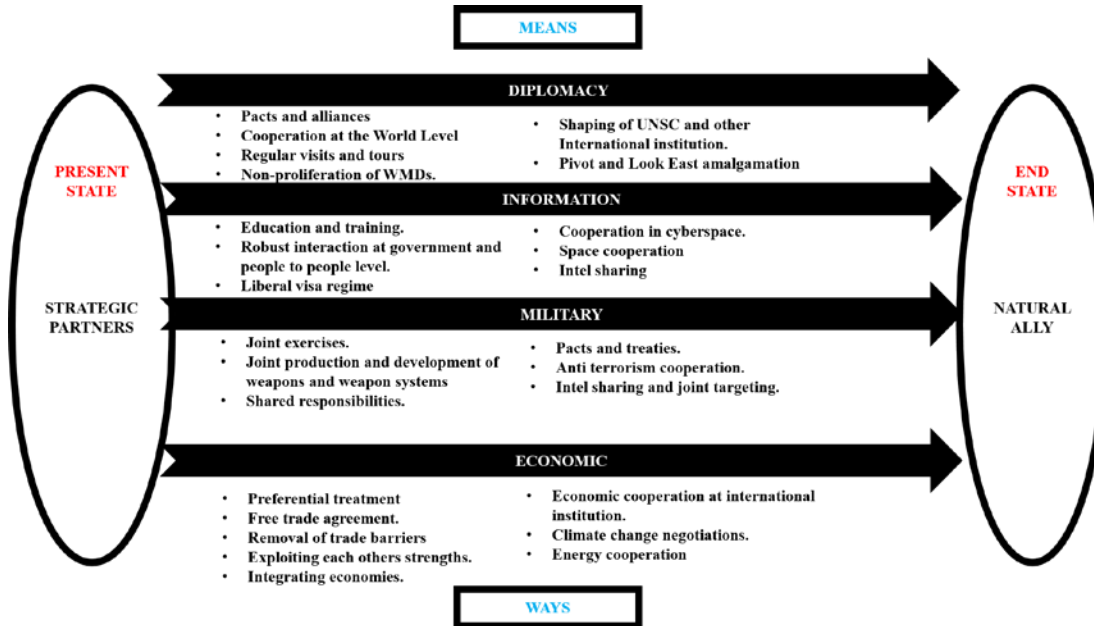 MEANS
PRESENT
STATE
STRATEGIC
PARTNERS
DIPLOMACY
• Pacts and alliances
• Cooperation at the World Level
• Regular visits and tours
• Non-proliferation of WMDs.
• Shaping of UNSC and other
International institution.
• Pivot and Look East amalgamation
INFORMATION
• Education and training.
• Robust interaction at government and
people to people level.
• Liberal visa regime
• Cooperation in cyberspace.
• Space cooperation
• Intel sharing
MILITARY
• Joint exercises.
• Joint production and development of
weapons and weapon systems
• Shared responsibilities.
• Pacts and treaties.
• Anti terrorism cooperation.
• Intel sharing and joint targeting.
ECONOMIC
• Preferential treatment
• Free trade agreement.
• Removal of trade barriers
• Exploiting each others strengths.
• Integrating economies.
• Economic cooperation at international
institution.
• Climate change negotiations.
• Energy cooperation
END
STATE
NATURAL
ALLY
WAYS